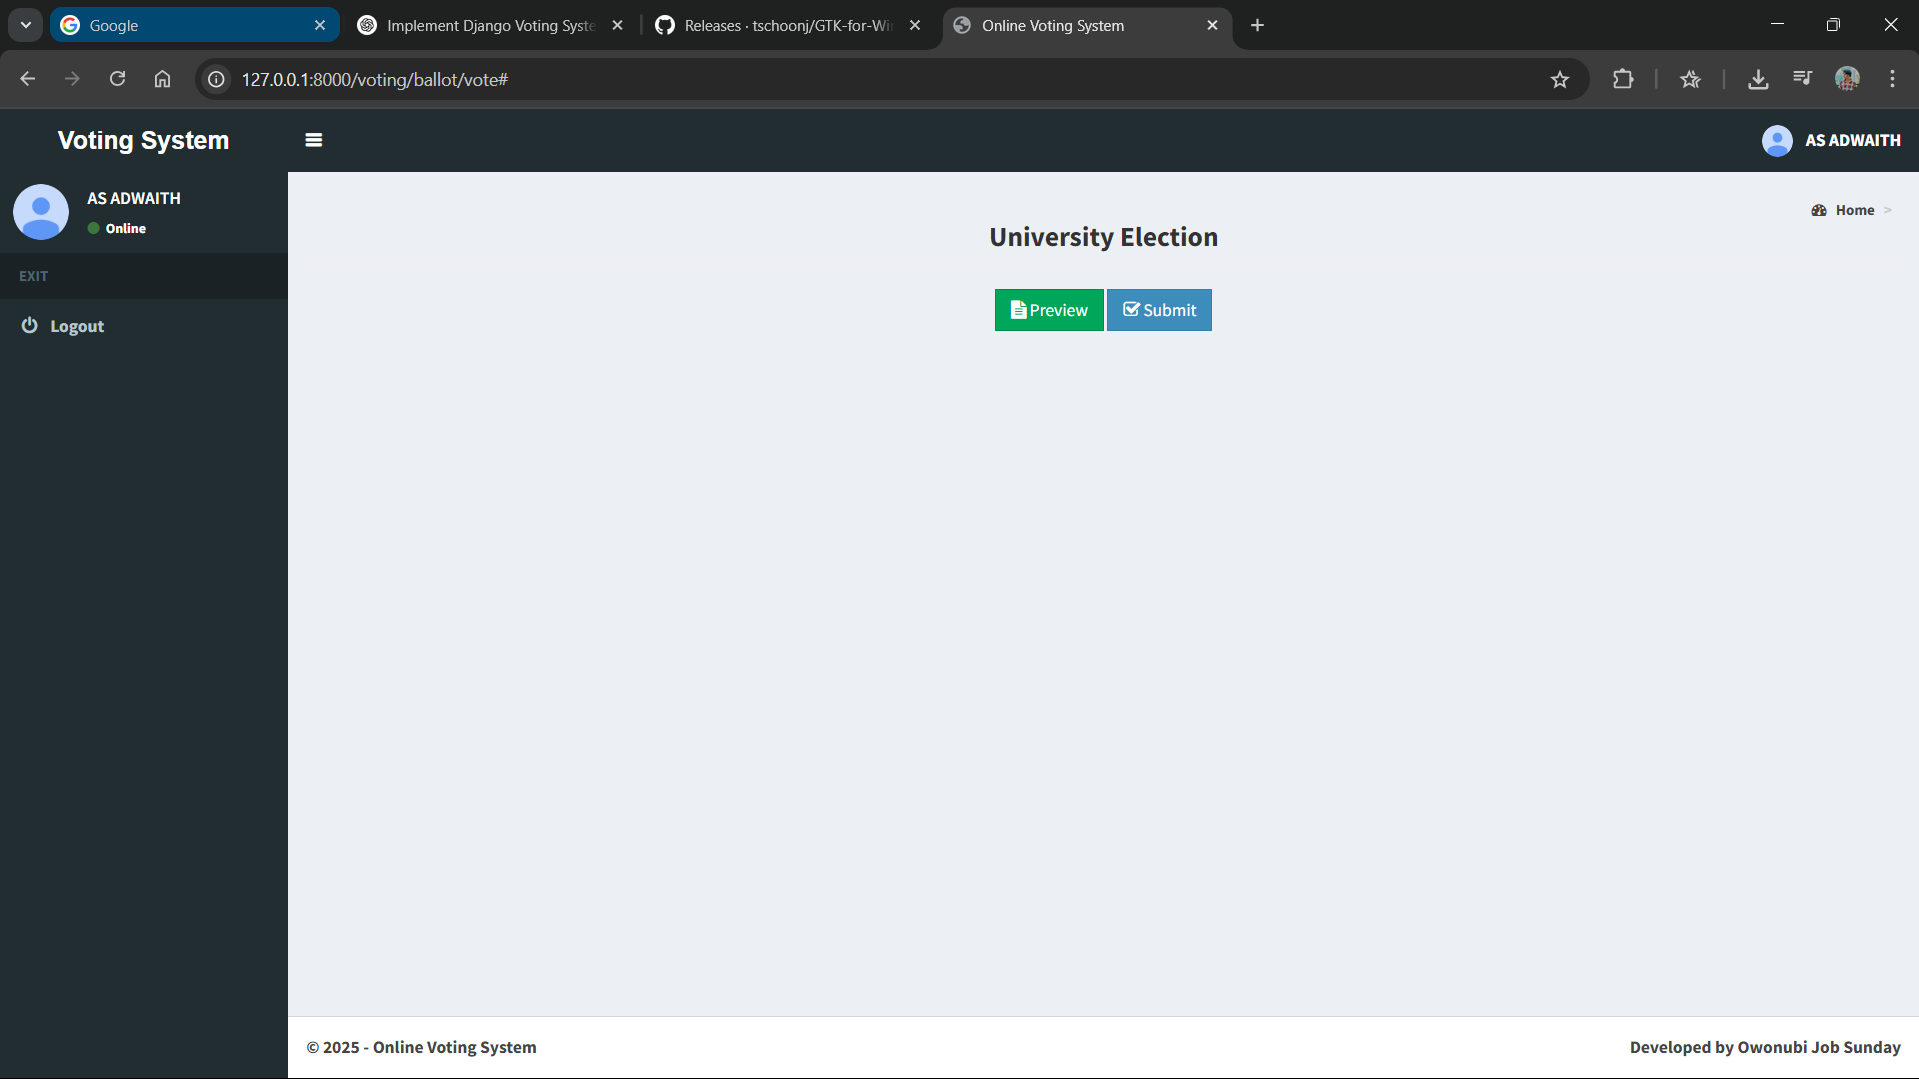 Google
Implement Django Voting Syste
Releases · tschoonj/GTK-for-Wi
Online Voting System
127.0.0.1:8000/voting/ballot/vote#
Voting System
AS ADWAITH
AS ADWAITH
Online
EXIT
Logout
Home >
University Election
Preview
Submit
© 2025 - Online Voting System
Developed by Owonubi Job Sunday